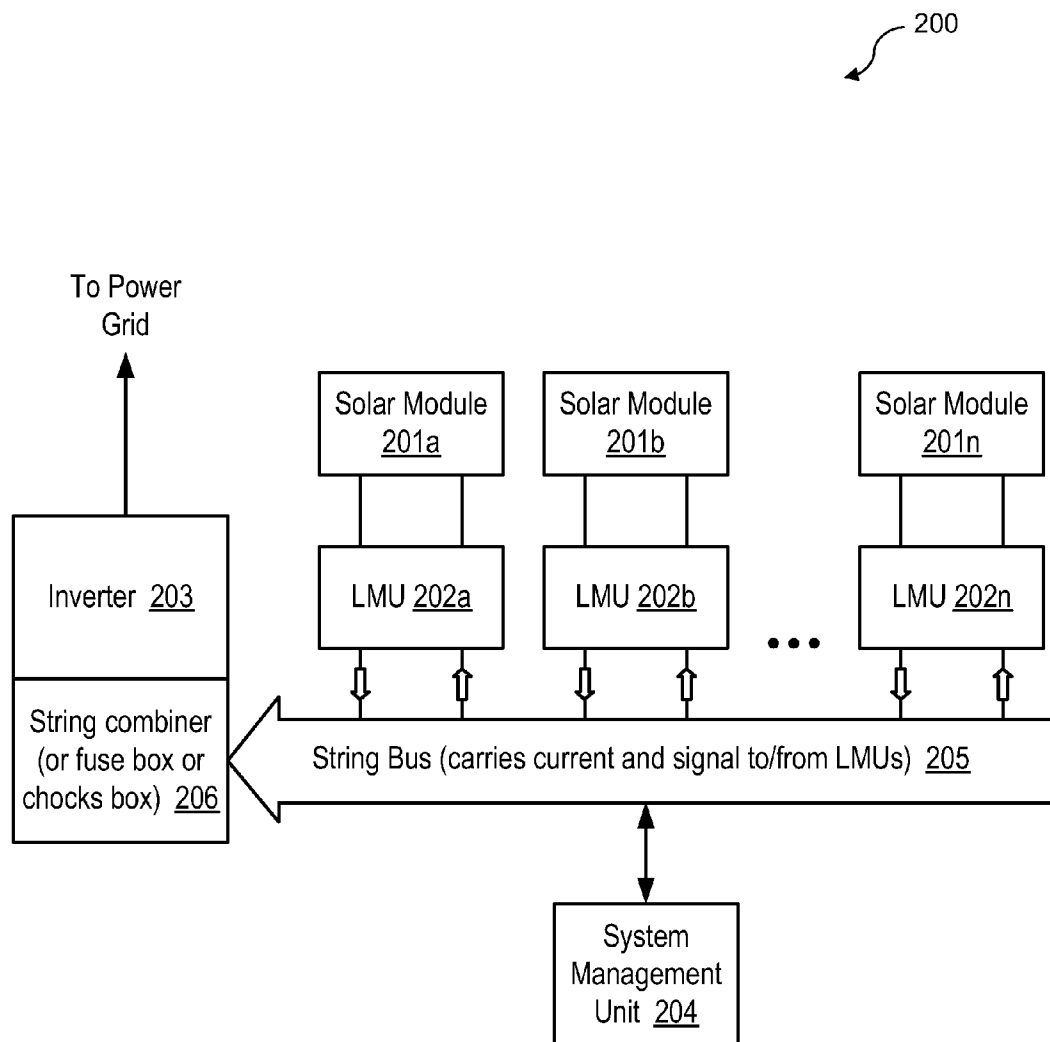 200
To Power
Grid
Solar Module
201a
Solar Module
201b
Solar Module
201n
Inverter 203
LMU 202a
LMU 202b
LMU 202n
String combiner
(or fuse box or
chocks box) 206
String Bus (carries current and signal to/from LMUs) 205
System
Management
Unit 204